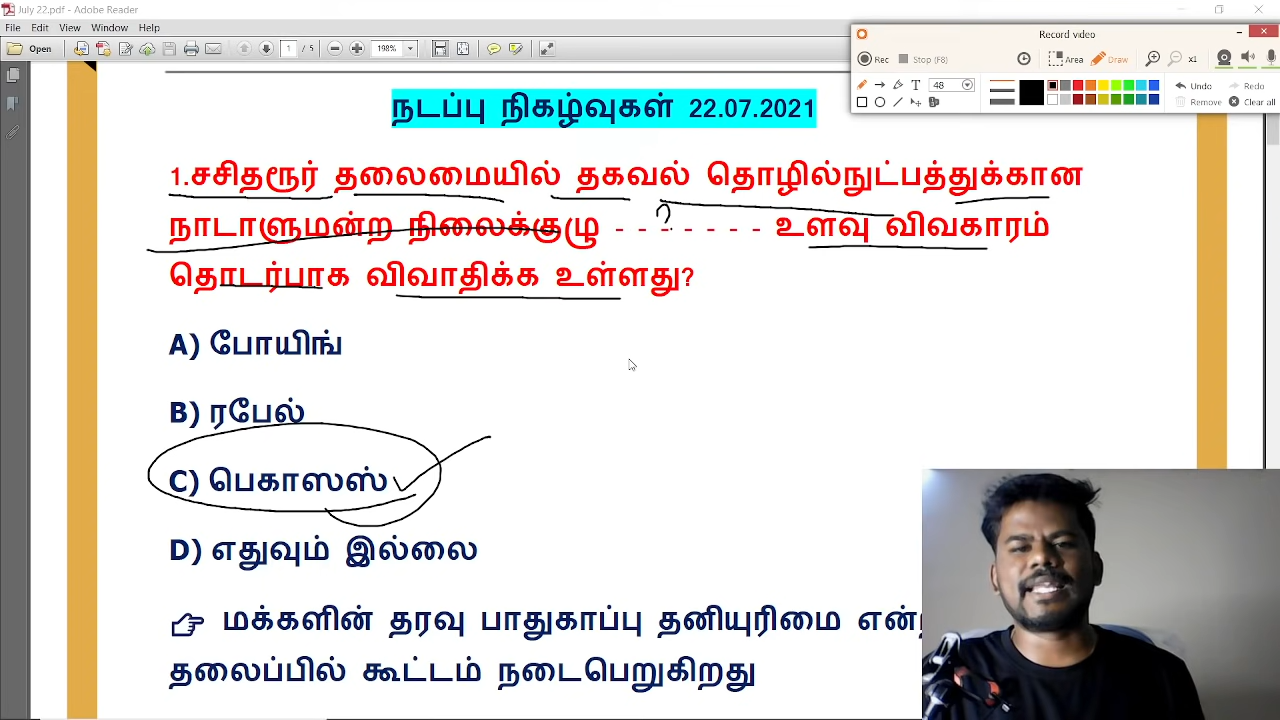 July 22.pdf - Adobe Reader
File Edit View Window Help
Record video
Open 1 / 5 198%
Rec Stop (F8) Area Draw x1
T 48 Undo Redo
Remove Clear all
நடப்பு நிகழ்வுகள் 22.07.2021
1.சசிதரூர் தலைமையில் தகவல் தொழில்நுட்பத்துக்கான
நாடாளுமன்ற நிலைக்குழு - - - - - - - உளவு விவகாரம்
தொடர்பாக விவாதிக்க உள்ளது?
A) போயிங்
B) ரபேல்
C) பெகாஸஸ்
D) எதுவும் இல்லை
மக்களின் தரவு பாதுகாப்பு தனியுரிமை
தலைப்பில் கூட்டம் நடைபெறுகிறது